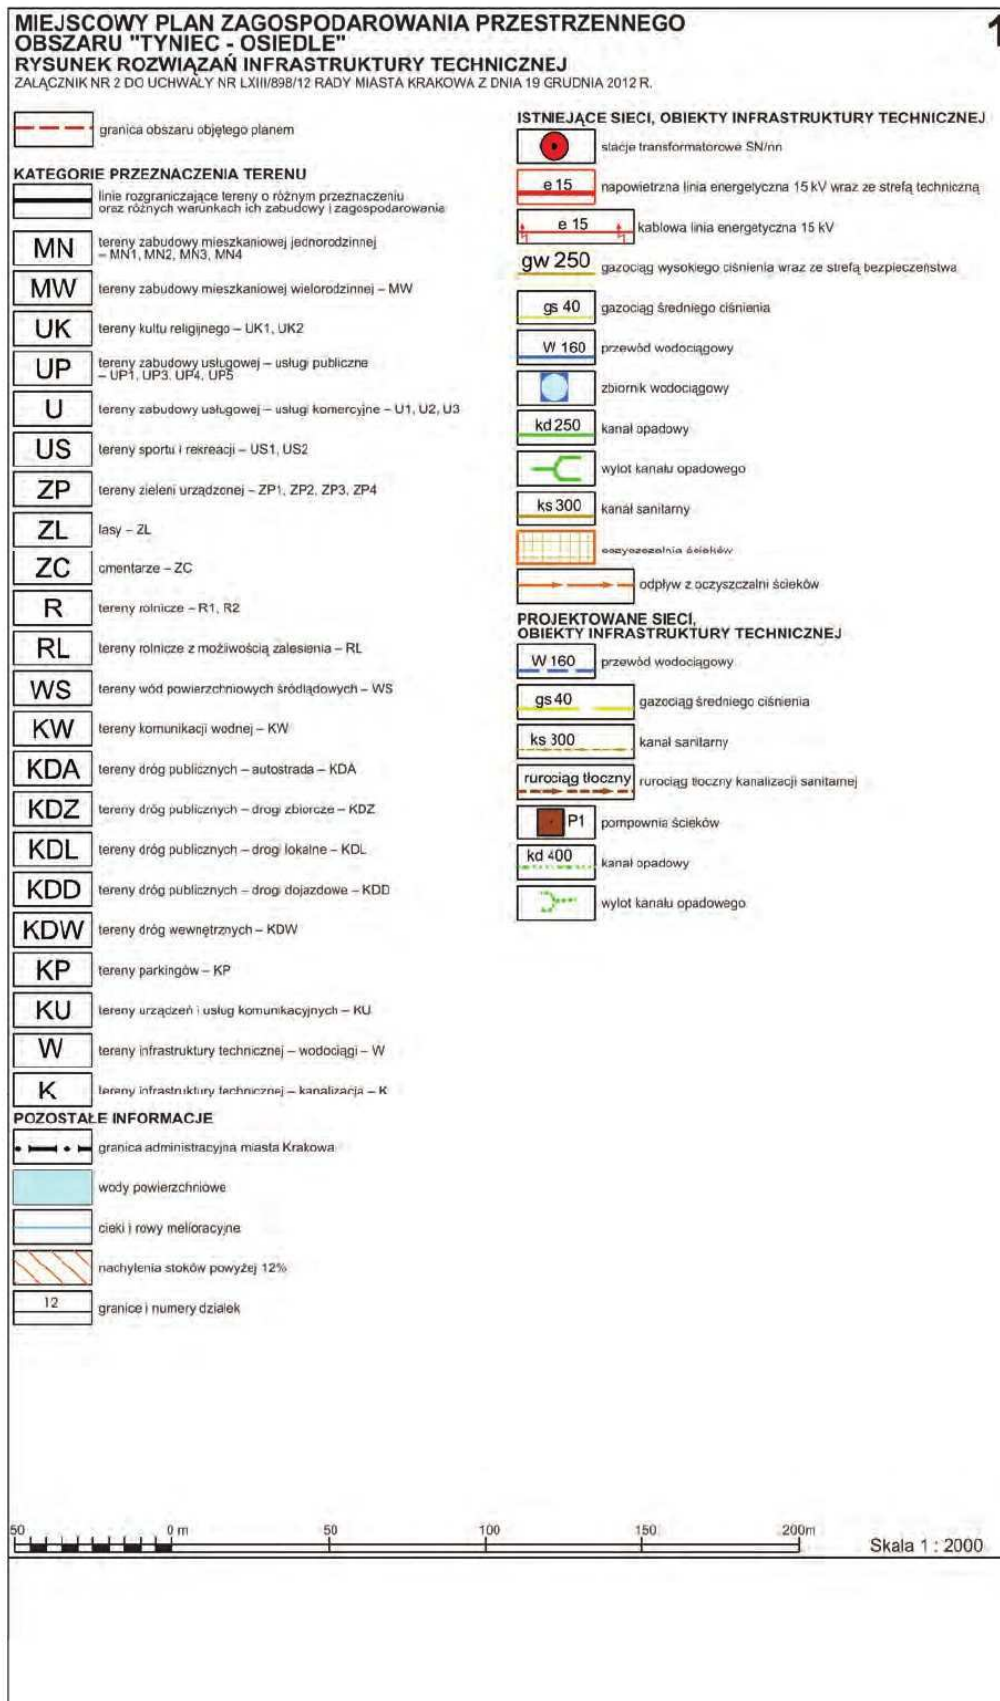 MIEJSCOWY PLAN ZAGOSPODAROWANIA PRZESTRZENNEGO
OBSZARU "TYNIEC - OSIEDLE"
RYSUNEK ROZWIĄZAŃ INFRASTRUKTURY TECHNICZNEJ
ZAŁĄCZNIK NR 2 DO UCHWAŁY NR LXIII/898/12 RADY MIASTA KRAKOWA Z DNIA 19 GRUDNIA 2012 R.
1
granica obszaru objętego planem
KATEGORIE PRZEZNACZENIA TERENU
linie rozgraniczające tereny o różnym przeznaczeniu
oraz różnych warunkach ich zabudowy i zagospodarowania
MN tereny zabudowy mieszkaniowej jednorodzinnej
– MN1, MN2, MN3, MN4
MW tereny zabudowy mieszkaniowej wielorodzinnej – MW
UK tereny kultu religijnego – UK1, UK2
UP tereny zabudowy usługowej – usługi publiczne
– UP1, UP3. UP4, UP5
U tereny zabudowy usługowej – usługi komercyjne – U1, U2, U3
US tereny sportu i rekreacji – US1, US2
ZP tereny zieleni urządzonej – ZP1, ZP2, ZP3, ZP4
ZL lasy – ZL
ZC cmentarze – ZC
R tereny rolnicze – R1, R2
RL tereny rolnicze z możliwością zalesienia – RL
WS tereny wód powierzchniowych śródlądowych – WS
KW tereny komunikacji wodnej – KW
KDA tereny dróg publicznych – autostrada – KDA
KDZ tereny dróg publicznych – drogi zbiorcze – KDZ
KDL tereny dróg publicznych – drogi lokalne – KDL
KDD tereny dróg publicznych – drogi dojazdowe – KDD
KDW tereny dróg wewnętrznych – KDW
KP tereny parkingów – KP
KU tereny urządzeń i usług komunikacyjnych – KU
W tereny infrastruktury technicznej – wodociągi – W
K tereny infrastruktury technicznej – kanalizacja – K
POZOSTAŁE INFORMACJE
granica administracyjna miasta Krakowa
wody powierzchniowe
cieki i rowy melioracyjne
nachylenia stoków powyżej 12%
12 granice i numery działek
ISTNIEJĄCE SIECI, OBIEKTY INFRASTRUKTURY TECHNICZNEJ
stacje transformatorowe SN/nn
e 15 napowietrzna linia energetyczna 15 kV wraz ze strefą techniczną
e 15 kablowa linia energetyczna 15 kV
gw 250 gazociąg wysokiego ciśnienia wraz ze strefą bezpieczeństwa
gs 40 gazociąg średniego ciśnienia
W 160 przewód wodociągowy
zbiornik wodociągowy
kd 250 kanał opadowy
wylot kanału opadowego
ks 300 kanał sanitarny
oczyszczalnia ścieków
odpływ z oczyszczalni ścieków
PROJEKTOWANE SIECI,
OBIEKTY INFRASTRUKTURY TECHNICZNEJ
W 160 przewód wodociągowy
gs 40 gazociąg średniego ciśnienia
ks 300 kanał sanitarny
rurociąg tłoczny rurociąg tłoczny kanalizacji sanitarnej
P1 pompownia ścieków
kd 400 kanał opadowy
wylot kanału opadowego
50 0 m 50 100 150 200m
Skala 1 : 2000